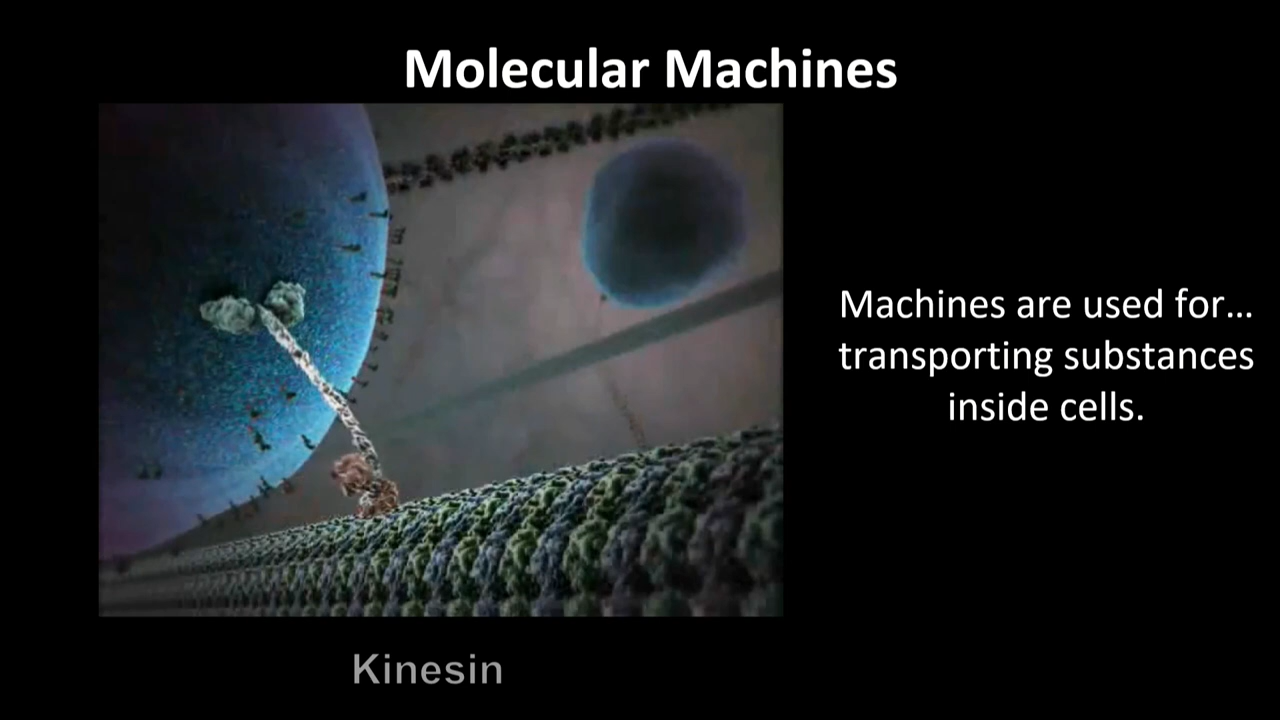 Molecular Machines
Machines are used for...
transporting substances
inside cells.
Kinesin